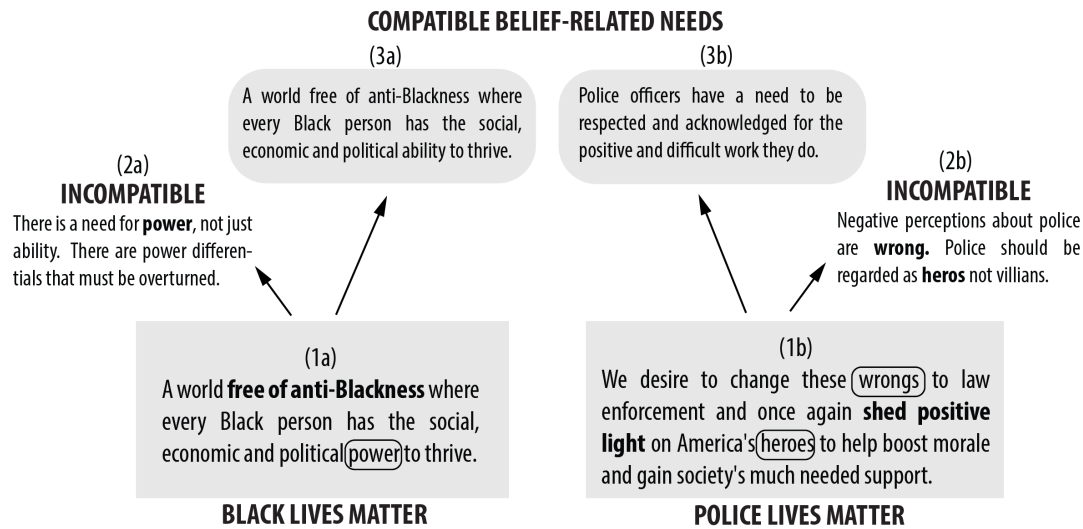 COMPATIBLE BELIEF-RELATED NEEDS
(3a)
A world free of anti-Blackness where
every Black person has the social,
economic and political ability to thrive.
(3b)
Police officers have a need to be
respected and acknowledged for the
positive and difficult work they do.
(2a)
INCOMPATIBLE
There is a need for power, not just
ability. There are power differen-
tials that must be overturned.
(2b)
INCOMPATIBLE
Negative perceptions about police
are wrong. Police should be
regarded as heros not villians.
(1a)
A world free of anti-Blackness where
every Black person has the social,
economic and political power to thrive.
BLACK LIVES MATTER
(1b)
We desire to change these wrongs to law
enforcement and once again shed positive
light on America's heroes to help boost morale
and gain society's much needed support.
POLICE LIVES MATTER